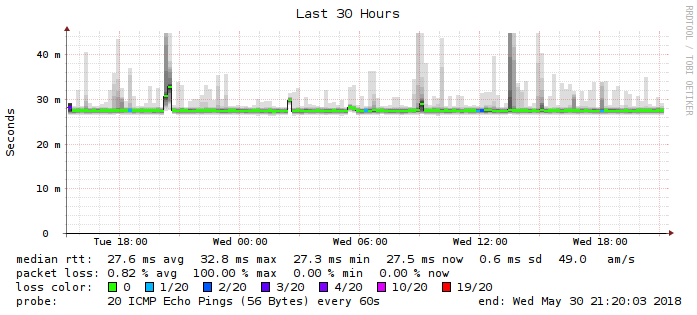 Last 30 Hours
RRDTOOL / TOBI OETIKER
Seconds
40 m
30 m
20 m
10 m
0
Tue 18:00 Wed 00:00 Wed 06:00 Wed 12:00 Wed 18:00
median rtt: 27.6 ms avg 32.8 ms max 27.3 ms min 27.5 ms now 0.6 ms sd 49.0 am/s
packet loss: 0.82 % avg 100.00 % max 0.00 % min 0.00 % now
loss color: 0 1/20 2/20 3/20 4/20 10/20 19/20
probe: 20 ICMP Echo Pings (56 Bytes) every 60s end: Wed May 30 21:20:03 2018